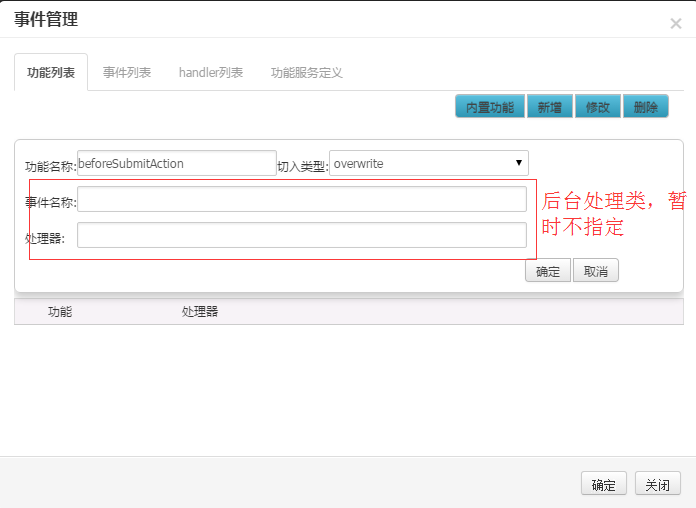 事件管理
×
功能列表 事件列表 handler列表 功能服务定义
内置功能 新增 修改 删除
功能名称: beforeSubmitAction 切入类型: overwrite
事件名称:
处理器:
后台处理类，暂
时不指定
确定 取消
功能 处理器
确定 关闭